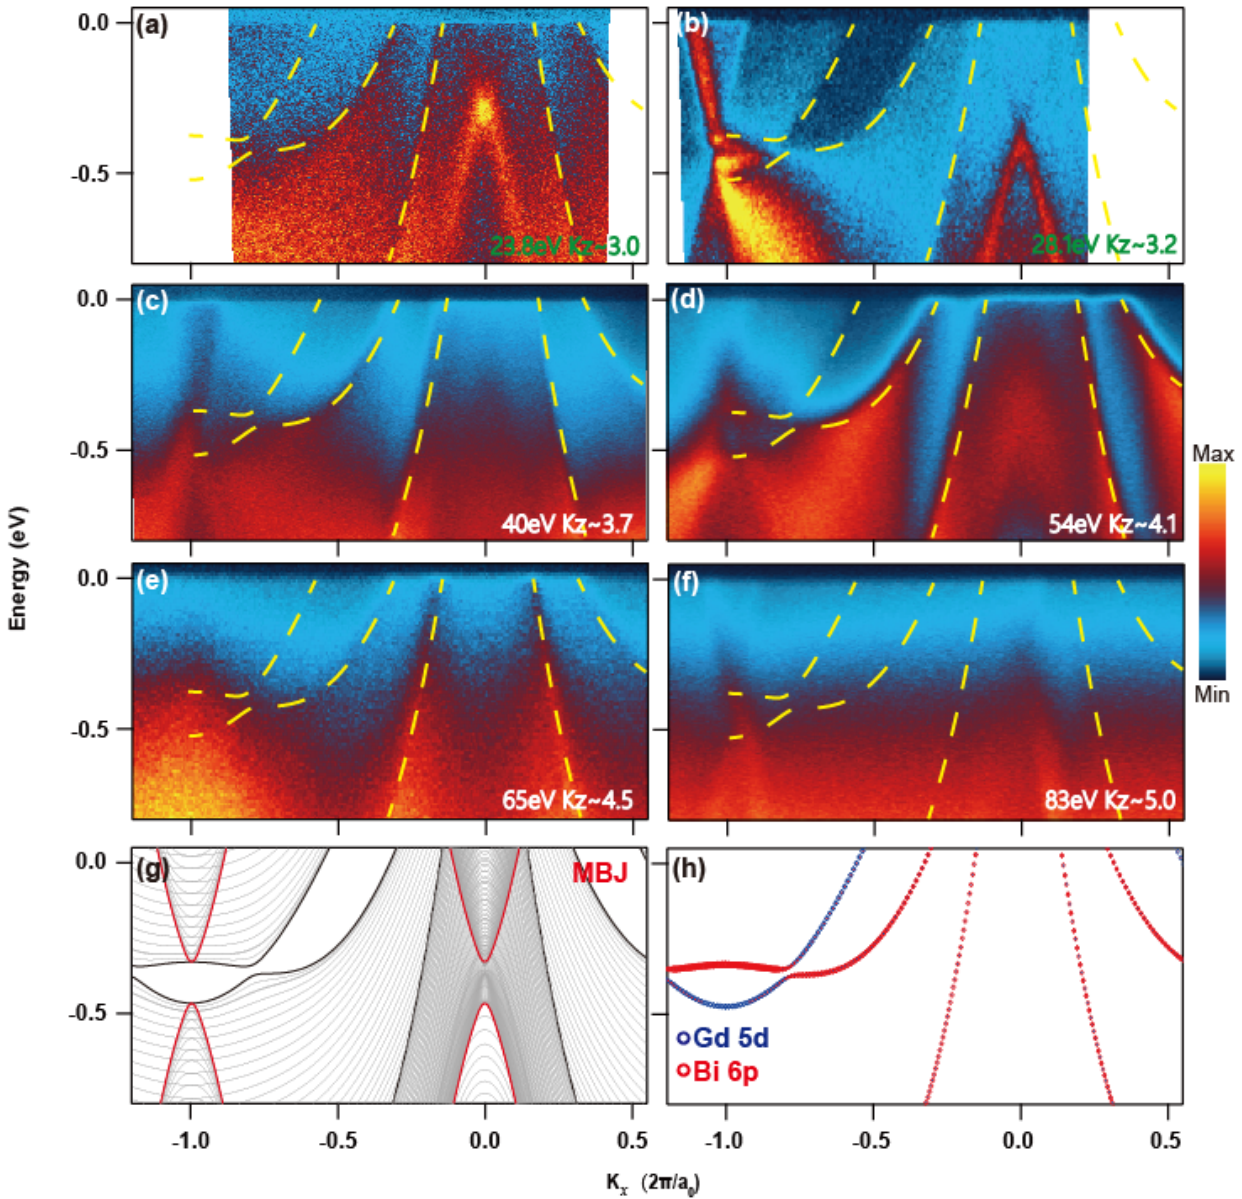 (a)
(b)
0.0
-0.5
23.8eV Kz~3.0
28.1eV Kz~3.2
(c)
(d)
0.0
-0.5
40eV Kz~3.7
54eV Kz~4.1
Max
Min
(e)
(f)
0.0
-0.5
65eV Kz~4.5
83eV Kz~5.0
Energy (eV)
(g)
MBJ
(h)
0.0
-0.5
Gd 5d
Bi 6p
-1.0 -0.5 0.0 0.5
-1.0 -0.5 0.0 0.5
Kₓ (2π/a₀)